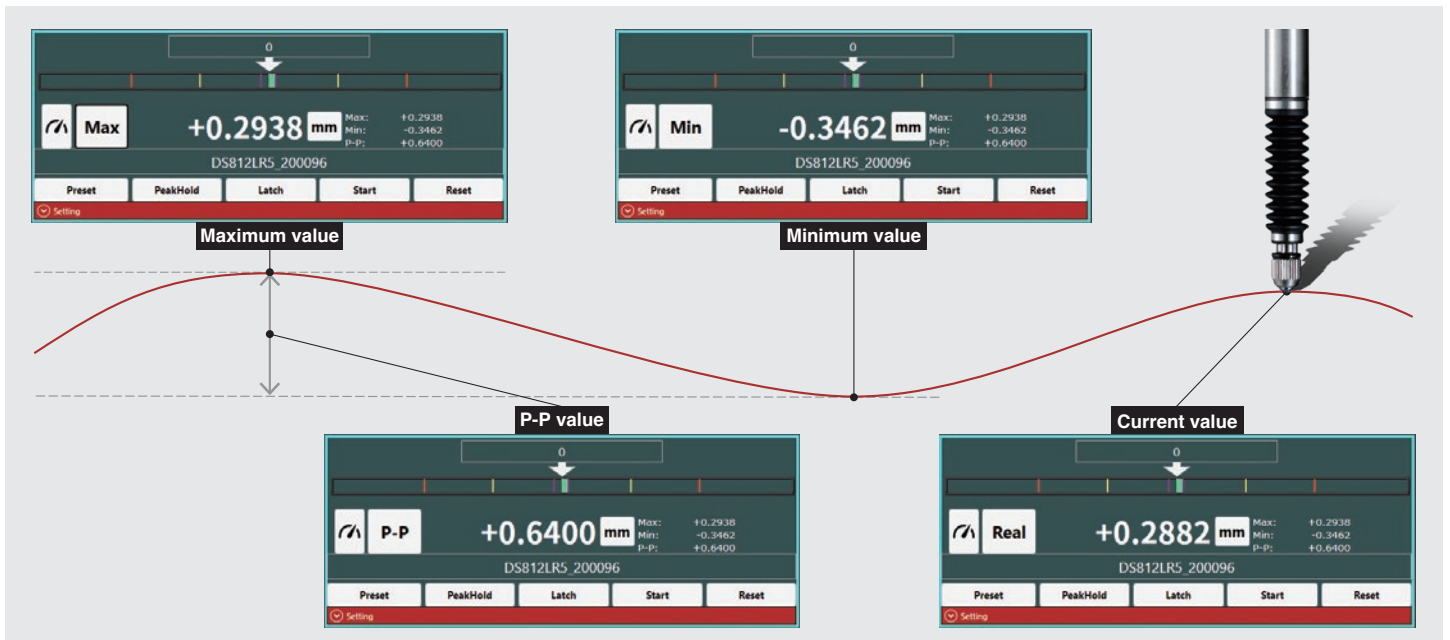 0
Max
+0.2938 mm
Max: +0.2938
Min: -0.3462
P-P: +0.6400
DS812LR5_200096
Preset PeakHold Latch Start Reset
Setting
Maximum value
0
Min
-0.3462 mm
Max: +0.2938
Min: -0.3462
P-P: +0.6400
DS812LR5_200096
Preset PeakHold Latch Start Reset
Setting
Minimum value
P-P value
0
P-P
+0.6400 mm
Max: +0.2938
Min: -0.3462
P-P: +0.6400
DS812LR5_200096
Preset PeakHold Latch Start Reset
Setting
Current value
0
Real
+0.2882 mm
Max: +0.2938
Min: -0.3462
P-P: +0.6400
DS812LR5_200096
Preset PeakHold Latch Start Reset
Setting